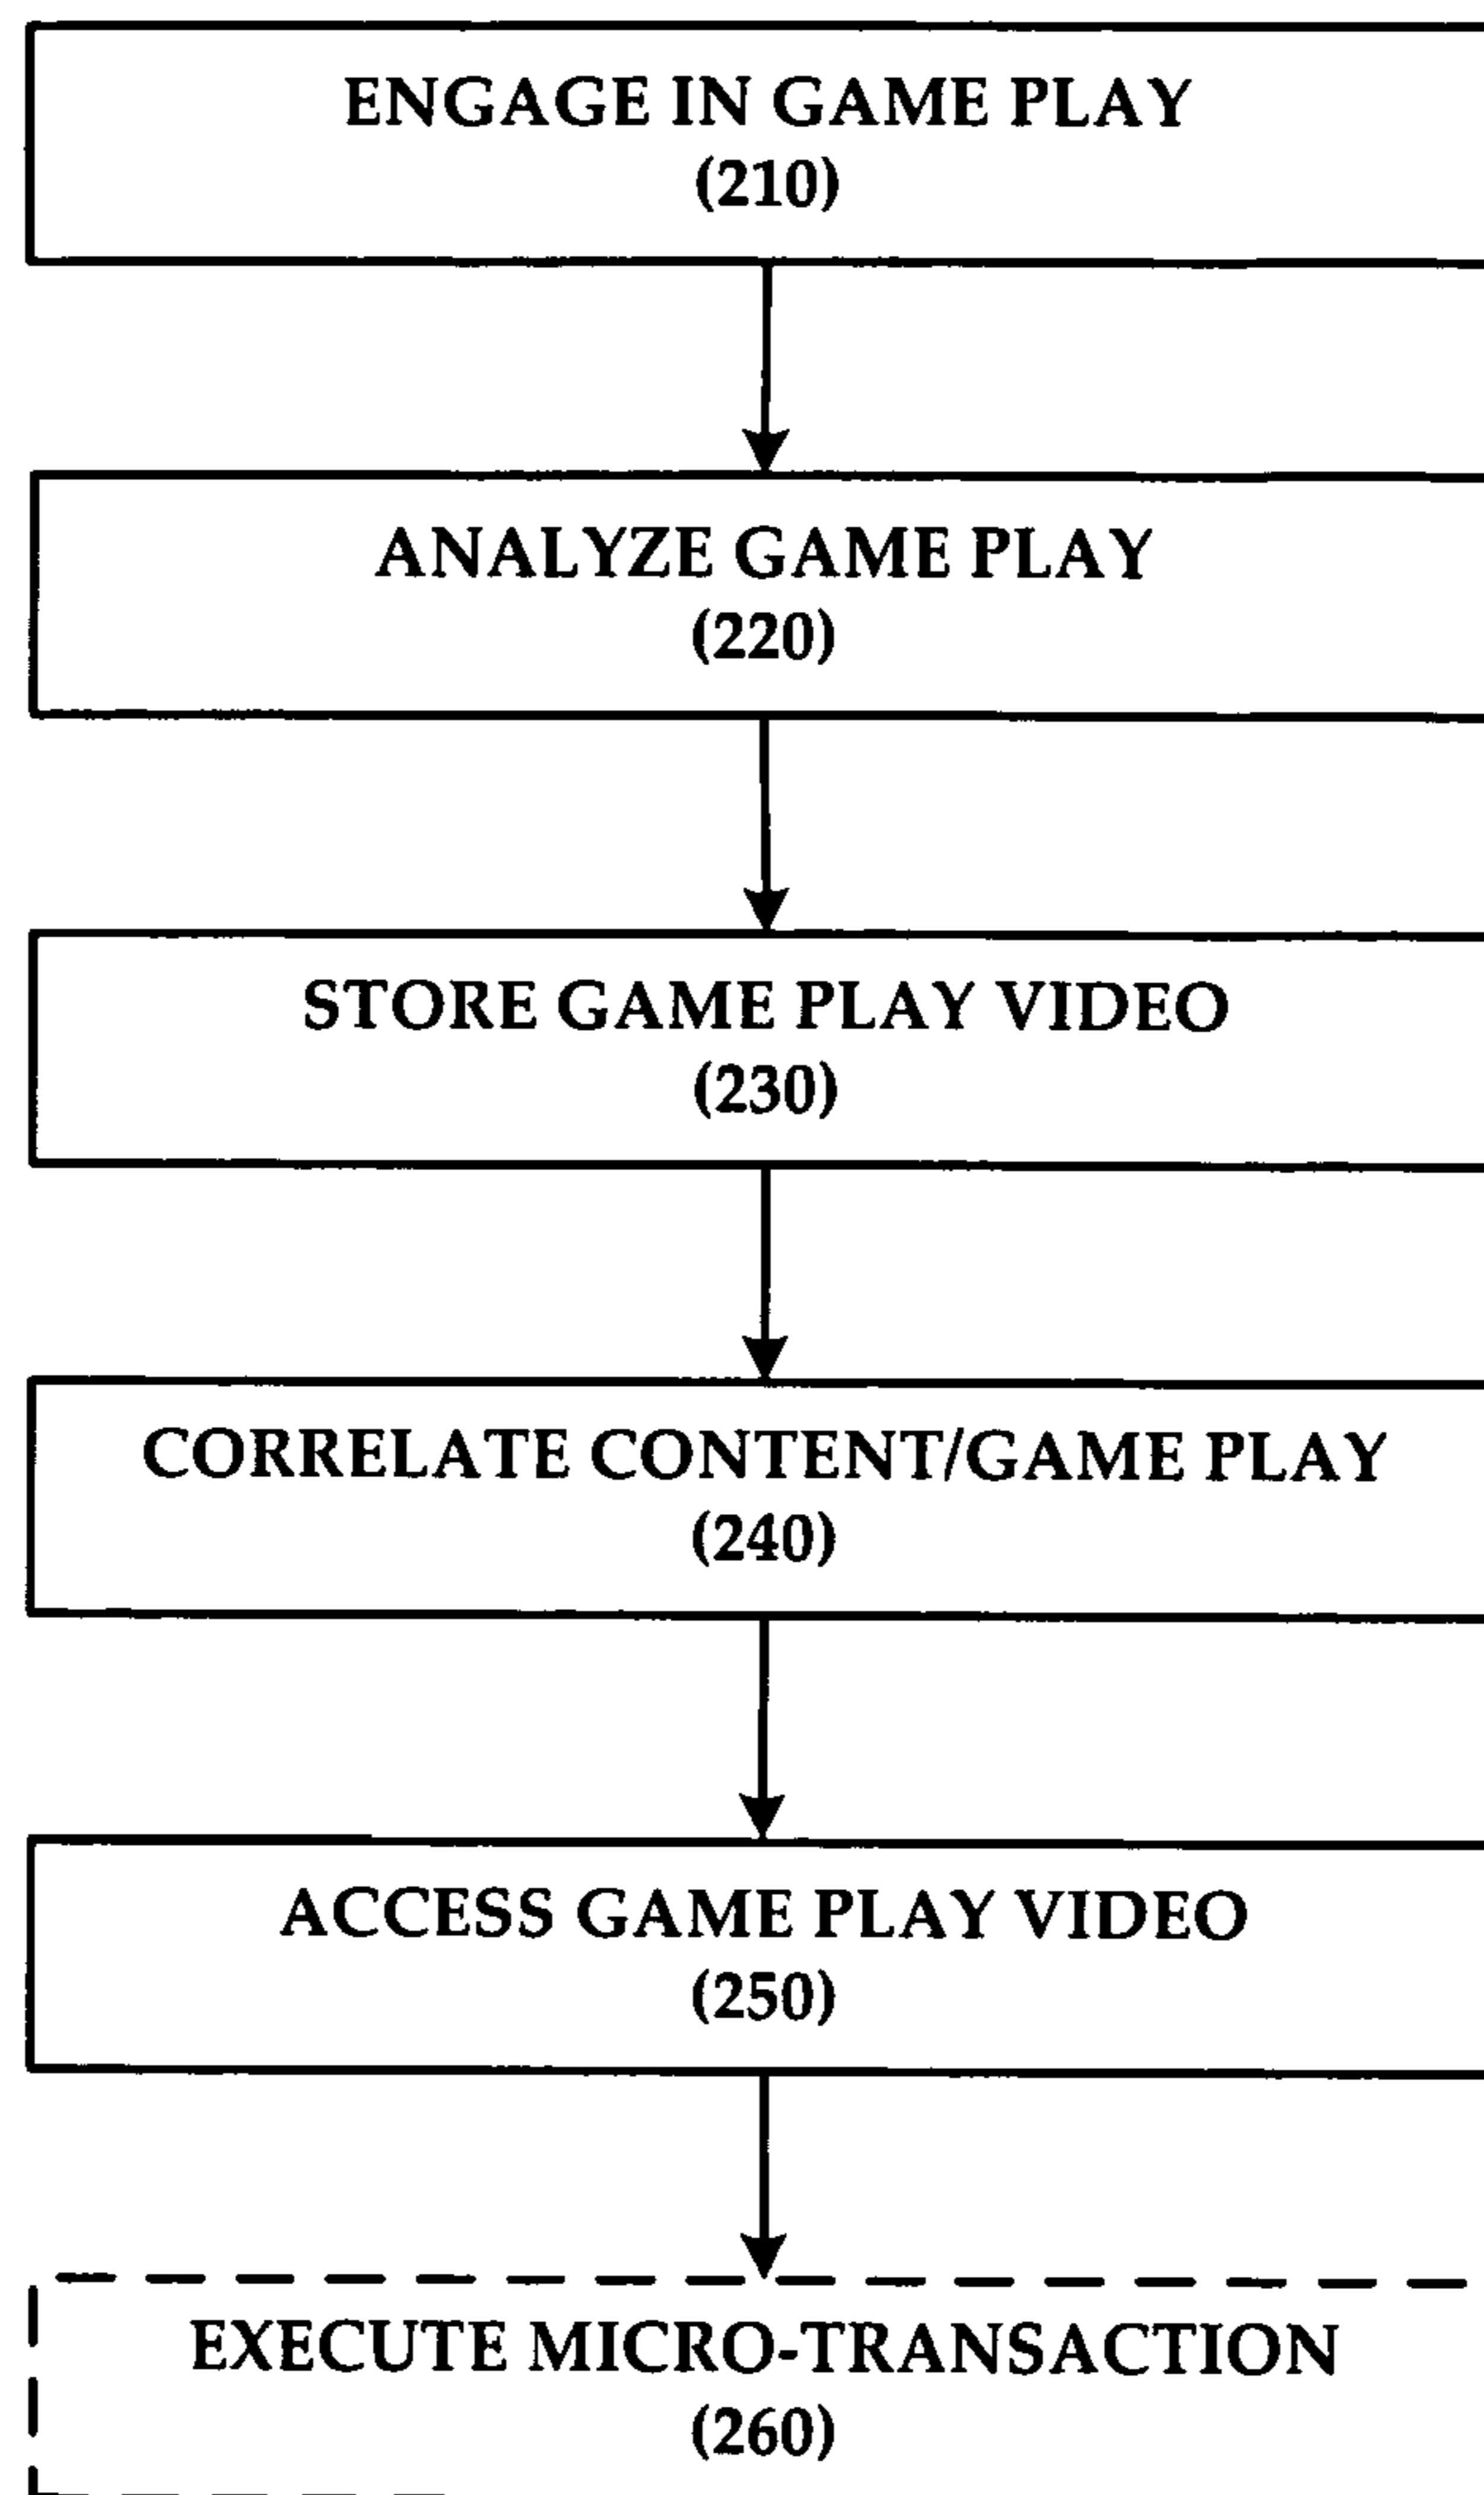 ENGAGE IN GAME PLAY
(210)
ANALYZE GAME PLAY
(220)
STORE GAME PLAY VIDEO
(230)
CORRELATE CONTENT/GAME PLAY
(240)
ACCESS GAME PLAY VIDEO
(250)
EXECUTE MICRO-TRANSACTION
(260)